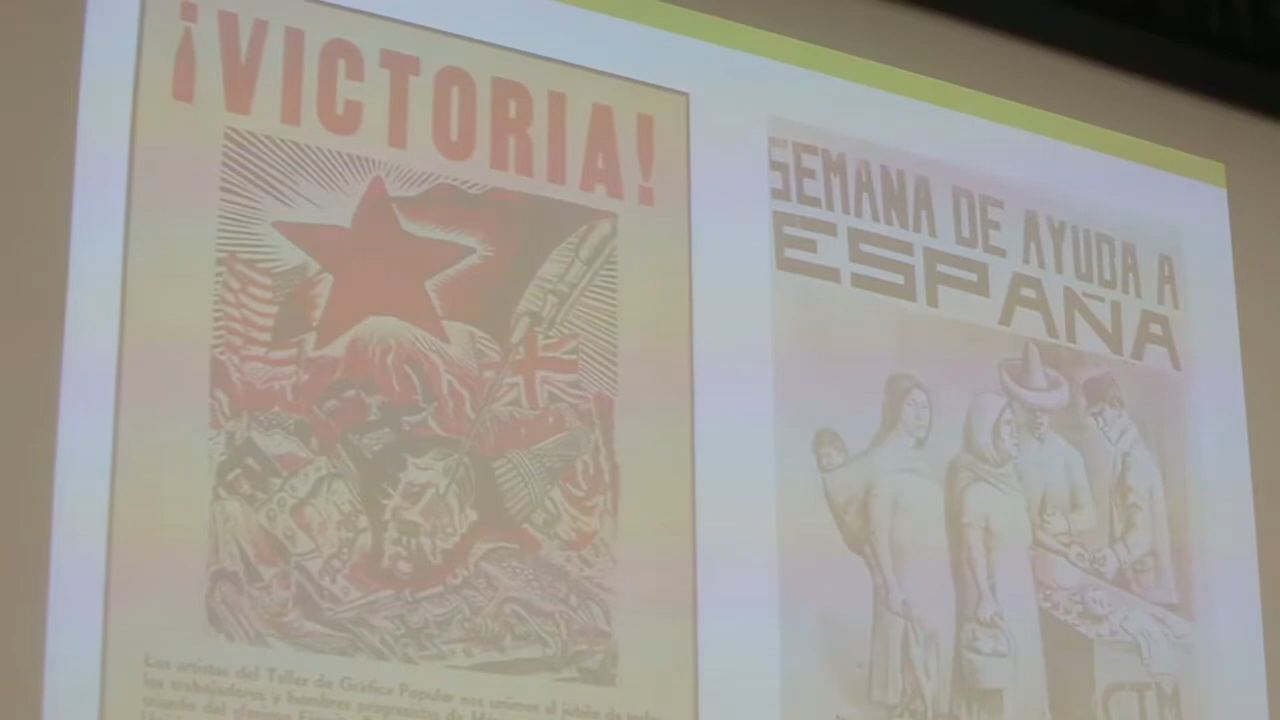 ¡VICTORIA!
Los artistas del Taller de Gráfica Popular nos unimos al júbilo de todos
los trabajadores y hombres progresistas de
SEMANA DE AYUDA A
ESPAÑA
CTM